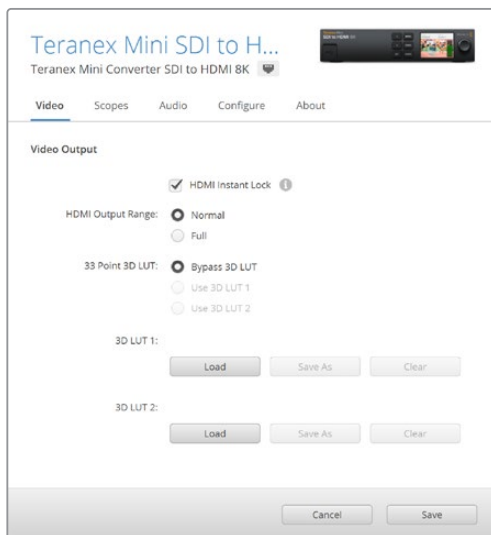 Teranex Mini SDI to H...
Teranex Mini Converter SDI to HDMI 8K
Video Scopes Audio Configure About
Video Output
HDMI Instant Lock
HDMI Output Range: Normal
Full
33 Point 3D LUT: Bypass 3D LUT
Use 3D LUT 1
Use 3D LUT 2
3D LUT 1:
Load Save As Clear
3D LUT 2:
Load Save As Clear
Cancel Save